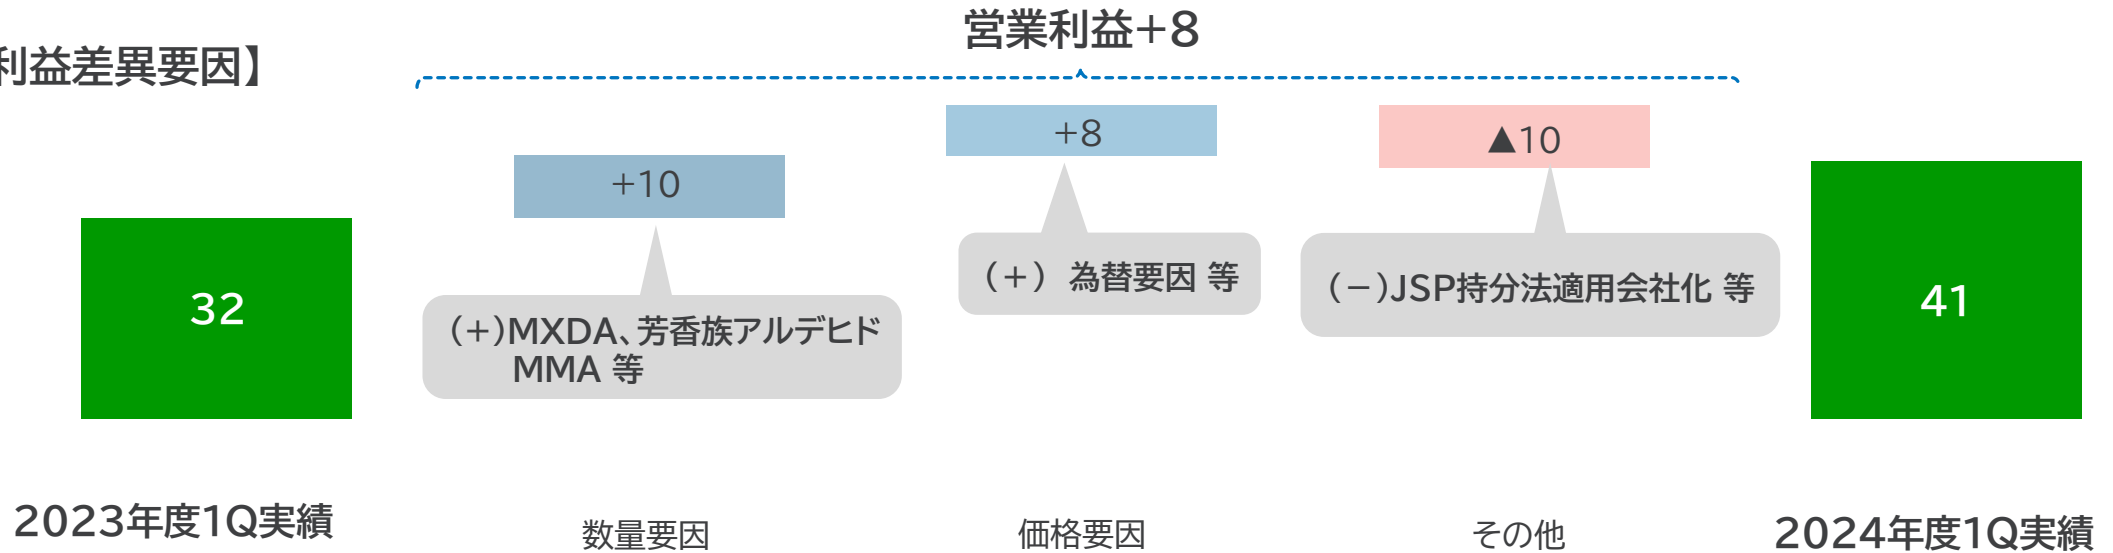 営業利益+8
利益差異要因】
+8
▲10
+10
(+) 為替要因 等
(-)JSP持分法適用会社化 等
32
41
(+)MXDA、芳香族アルデヒド
MMA 等
2023年度1Q実績
数量要因
価格要因
その他
2024年度1Q実績